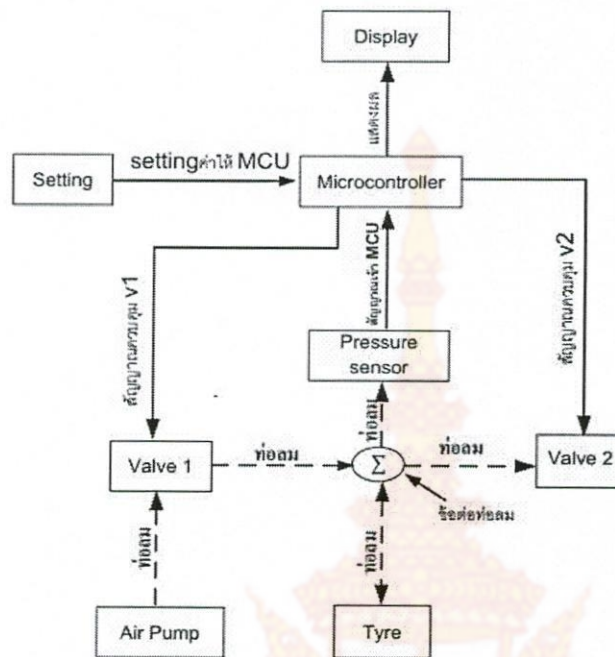 Display
แสดงผล
settingค่าให้ MCU
Setting
Microcontroller
สัญญาณควบคุม V1
สัญญาณเข้า MCU
สัญญาณควบคุม V2
Pressure
sensor
ท่อลม
Valve 1
ท่อลม
Σ
ท่อลม
Valve 2
ข้อต่อท่อลม
ท่อลม
ท่อลม
Air Pump
Tyre